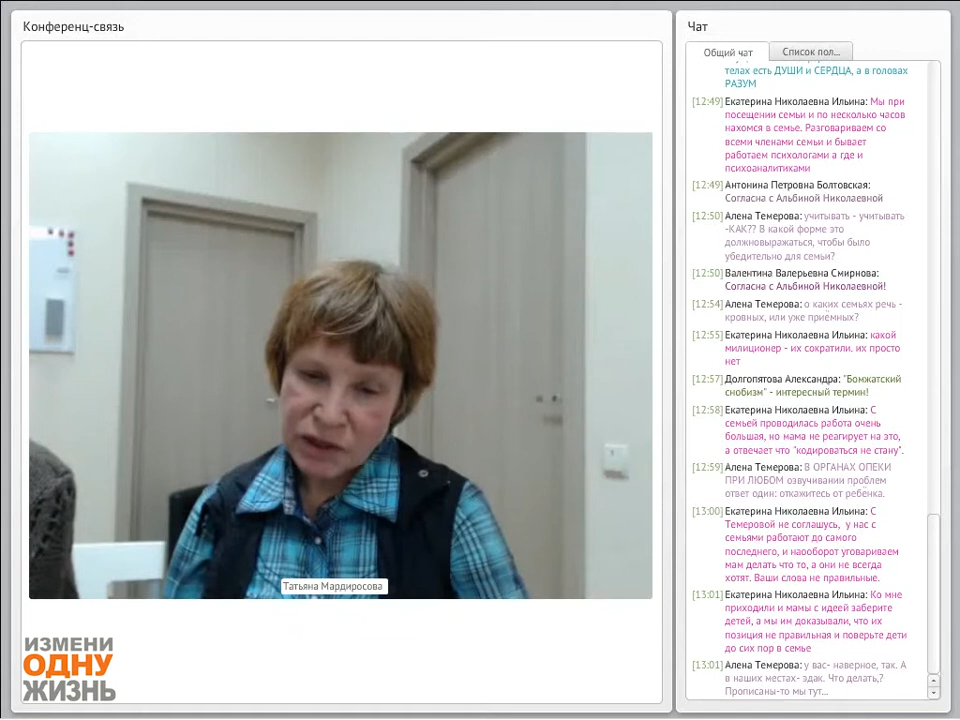 Конференц-связь
Татьяна Мардиросова
ИЗМЕНИ
ОДНУ
ЖИЗНЬ
Чат
Общий чат
Список пол...
телах есть ДУШИ и СЕРДЦА, а в головах
РАЗУМ
[12:49] Екатерина Николаевна Ильина: Мы при
посещении семьи и по несколько часов
нахомся в семье. Разговариваем со
всеми членами семьи и бывает
работаем психологами а где и
психоаналитиками
[12:49] Антонина Петровна Болтовская:
Согласна с Альбиной Николаевной
[12:50] Алена Темерова: учитывать - учитывать
-КАК?? В какой форме это
должновыражаться, чтобы было
убедительно для семьи?
[12:50] Валентина Валерьевна Смирнова:
Согласна с Альбиной Николаевной!
[12:54] Алена Темерова: о каких семьях речь -
кровных, или уже приёмных?
[12:55] Екатерина Николаевна Ильина: какой
милиционер - их сократили. их просто
нет
[12:57] Долгопятова Александра: "Бомжатский
снобизм" - интересный термин!
[12:58] Екатерина Николаевна Ильина: С
семьей проводилась работа очень
большая, но мама не реагирует на это,
а отвечает что "кодироваться не стану".
[12:59] Алена Темерова: В ОРГАНАХ ОПЕКИ
ПРИ ЛЮБОМ озвучивании проблем
ответ один: откажитесь от ребёнка.
[13:00] Екатерина Николаевна Ильина: С
Темеровой не соглашусь, у нас с
семьями работают до самого
последнего, и наооборот уговориваем
мам делать что то, а они не всегда
хотят. Ваши слова не правильные.
[13:01] Екатерина Николаевна Ильина: Ко мне
приходили и мамы с идеей заберите
детей, а мы им доказывали, что их
позиция не правильная и поверьте дети
до сих пор в семье
[13:01] Алена Темерова: у вас- наверное, так. А
в наших местах- эдак. Что делать,?
Прописаны-то мы тут...